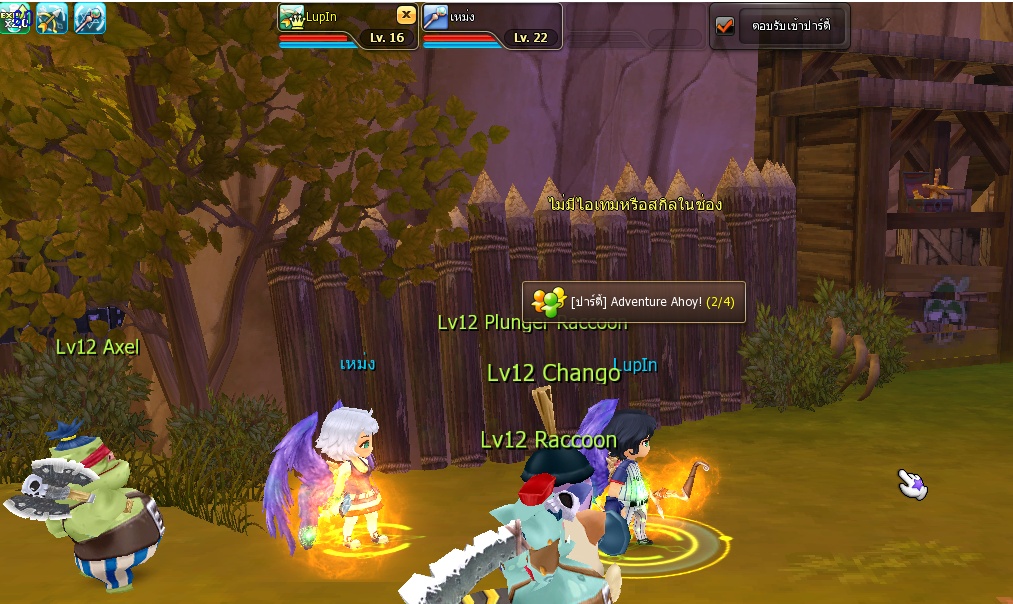 EXP
x20
LupIn
Lv. 16
เหม่ง
Lv. 22
ตอบรับเข้าปาร์ตี้
ไม่มีไอเทมหรือสกิลในช่อง
[ปาร์ตี้] Adventure Ahoy! (2/4)
Lv12 Plunger Raccoon
Lv12 Axel
เหม่ง
LupIn
Lv12 Chango
Lv12 Raccoon